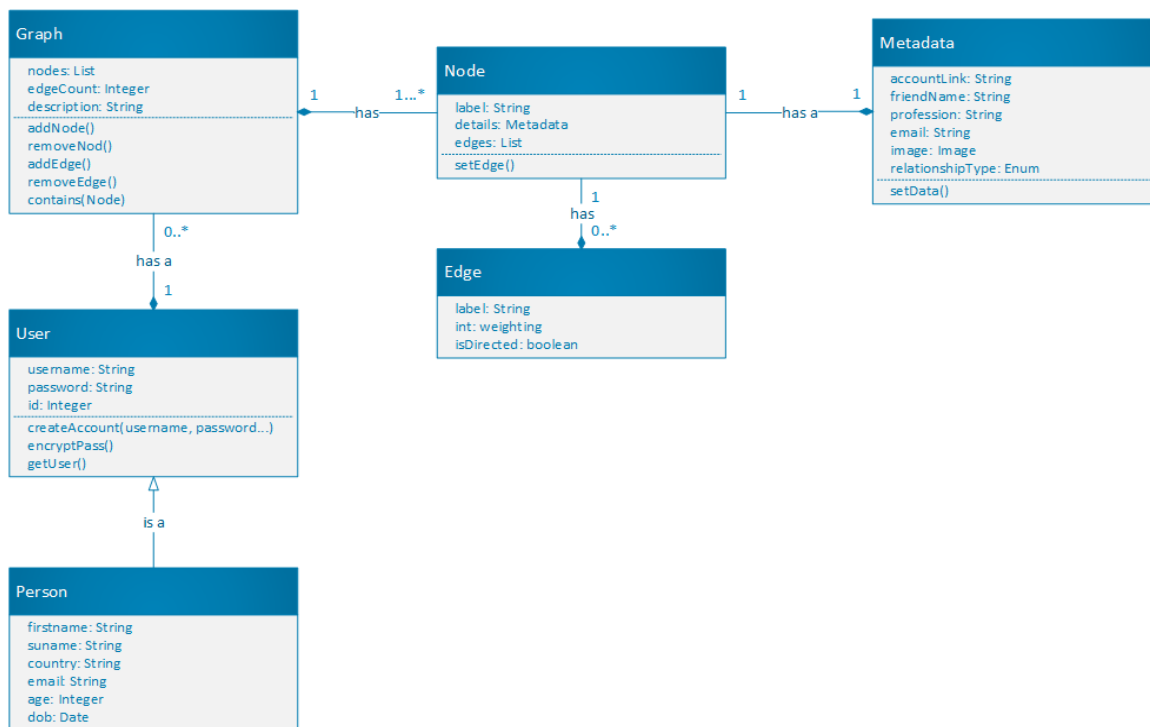 Graph
nodes: List
edgeCount: Integer
description: String
addNode()
removeNod()
addEdge()
removeEdge()
contains(Node)
1
has
1...*
Node
label: String
details: Metadata
edges: List
setEdge()
1
has a
1
Metadata
accountLink: String
friendName: String
profession: String
email: String
image: Image
relationshipType: Enum
setData()
1
has
0..*
Edge
label: String
int: weighting
isDirected: boolean
0..*
has a
1
User
username: String
password: String
id: Integer
createAccount(username, password...)
encryptPass()
getUser()
is a
Person
firstname: String
suname: String
country: String
email: String
age: Integer
dob: Date